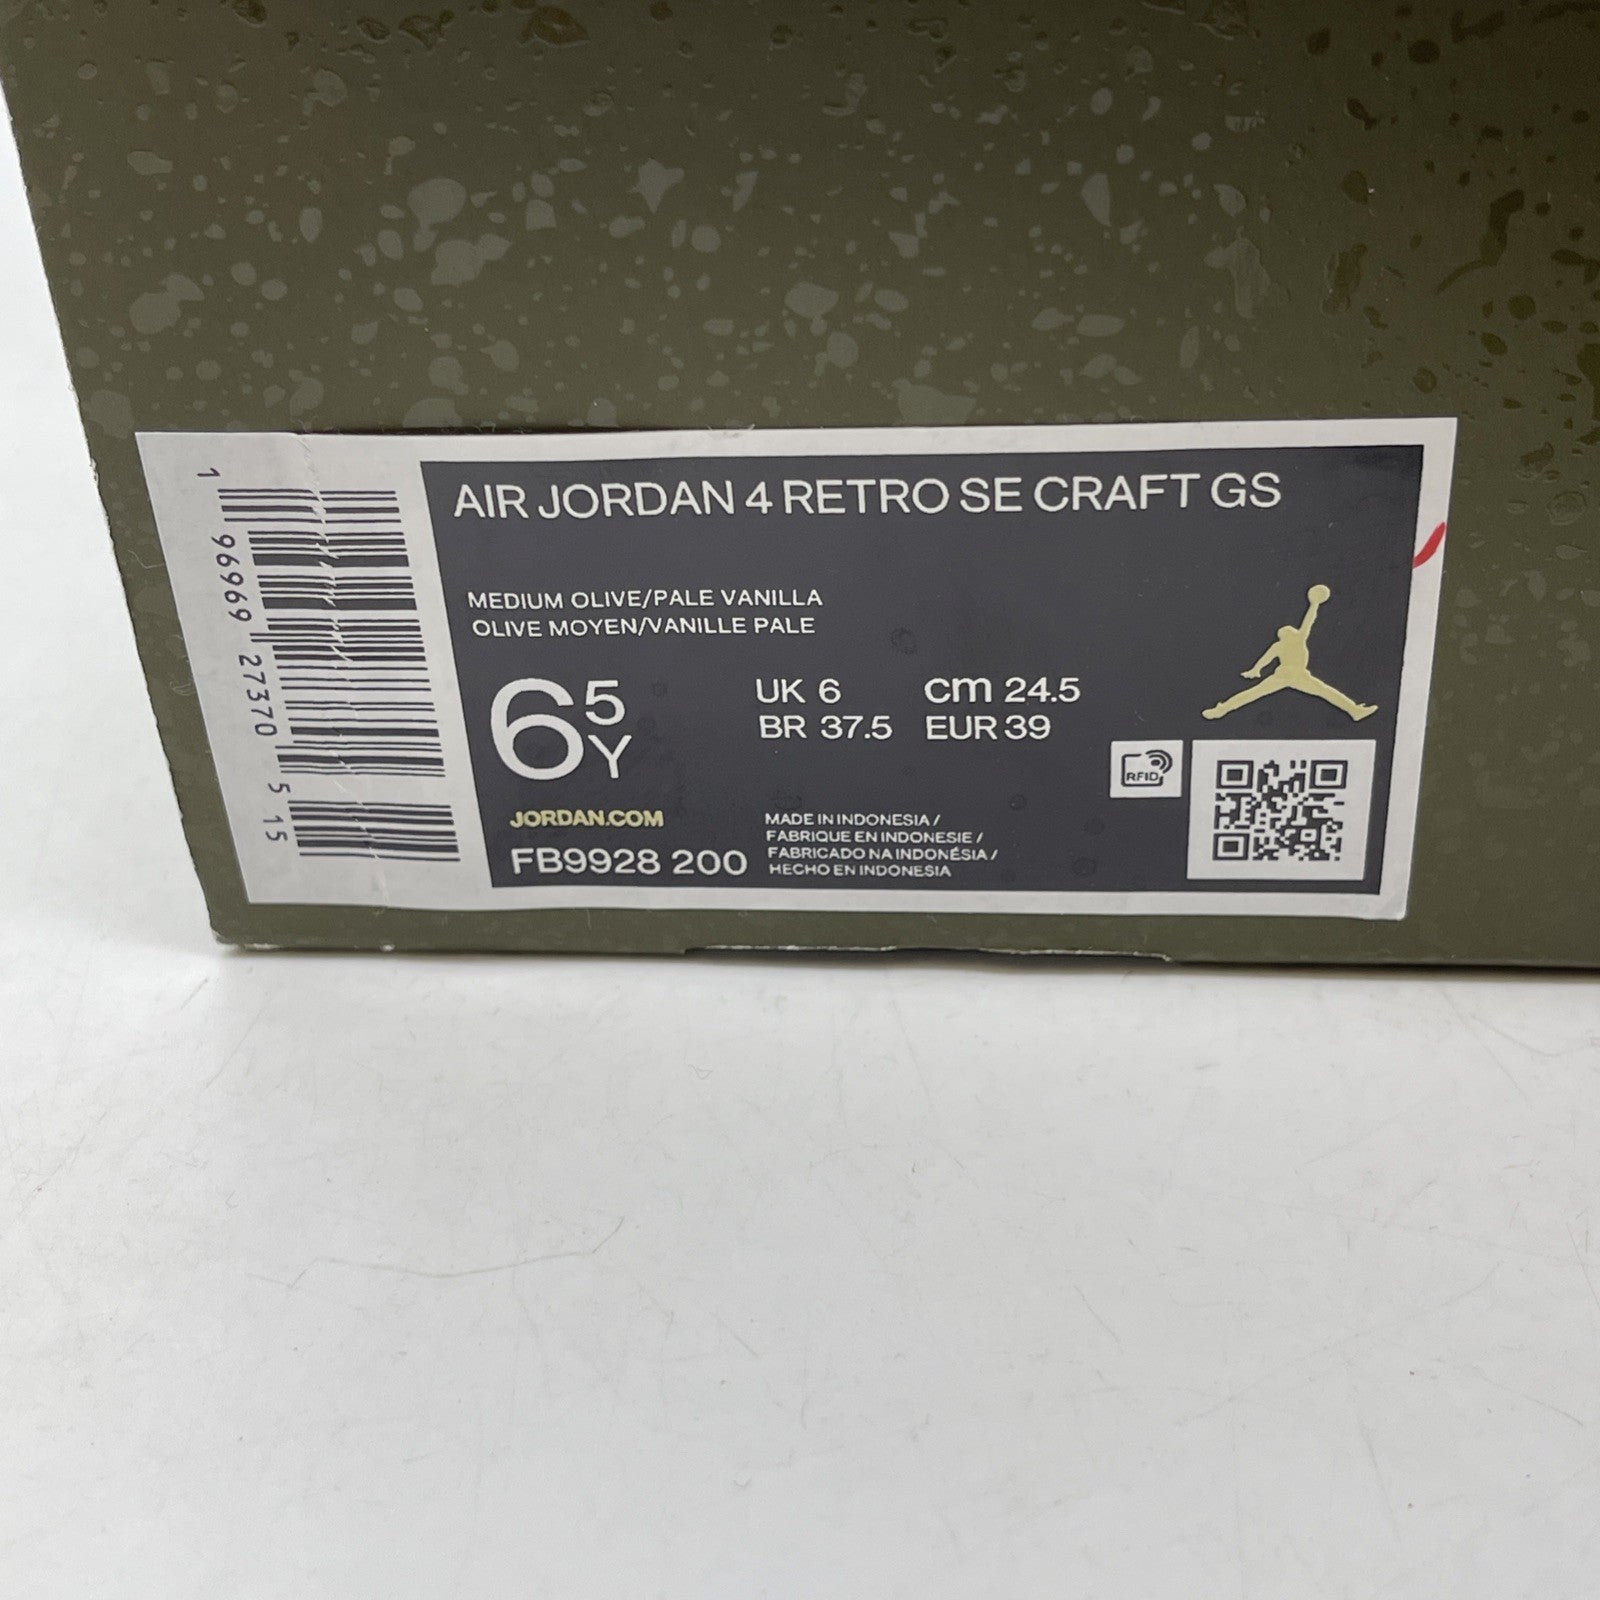 AIR JORDAN 4 RETRO SE CRAFT GS
MEDIUM OLIVE/PALE VANILLA
OLIVE MOYEN/VANILLE PALE
6 5 Y
UK 6 cm 24.5
BR 37.5 EUR 39
RFID
JORDAN.COM
FB9928 200
MADE IN INDONESIA /
FABRIQUE EN INDONESIE /
FABRICADO NA INDONÉSIA /
HECHO EN INDONESIA
1 96969 27370 5 15